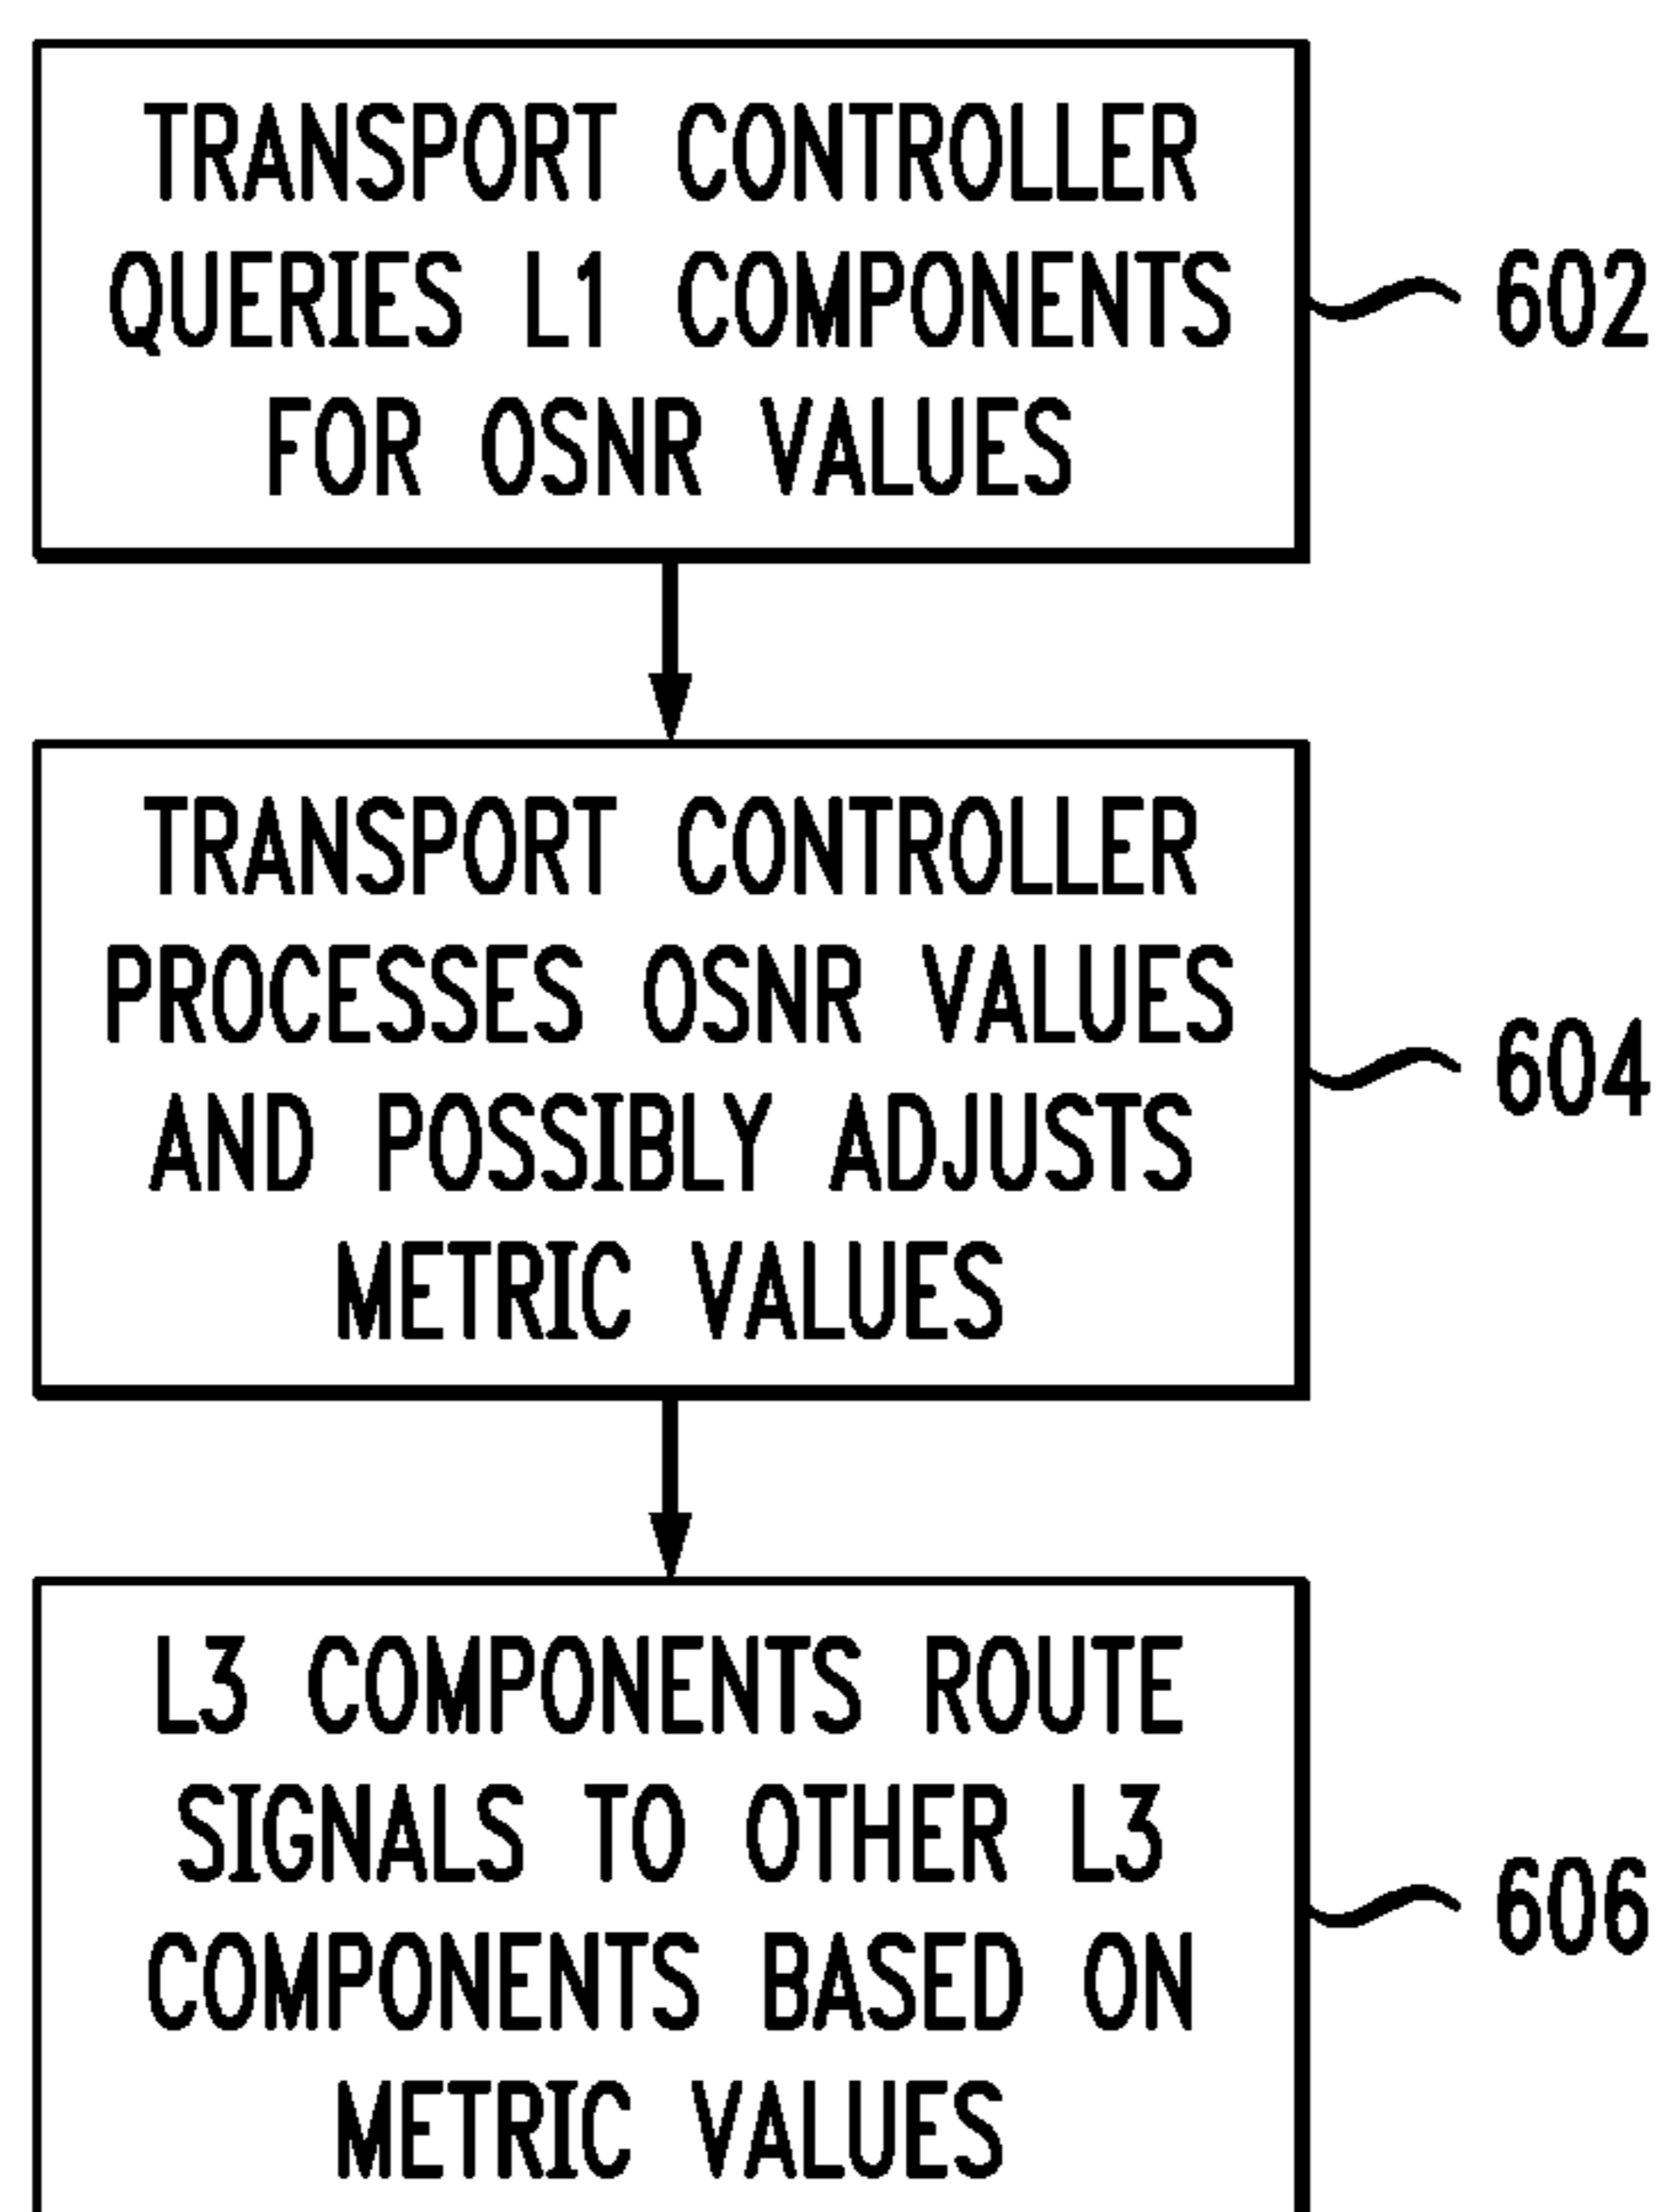 TRANSPORT CONTROLLER
QUERIES L1 COMPONENTS
FOR OSNR VALUES
602
TRANSPORT CONTROLLER
PROCESSES OSNR VALUES
AND POSSIBLY ADJUSTS
METRIC VALUES
604
L3 COMPONENTS ROUTE
SIGNALS TO OTHER L3
COMPONENTS BASED ON
METRIC VALUES
606